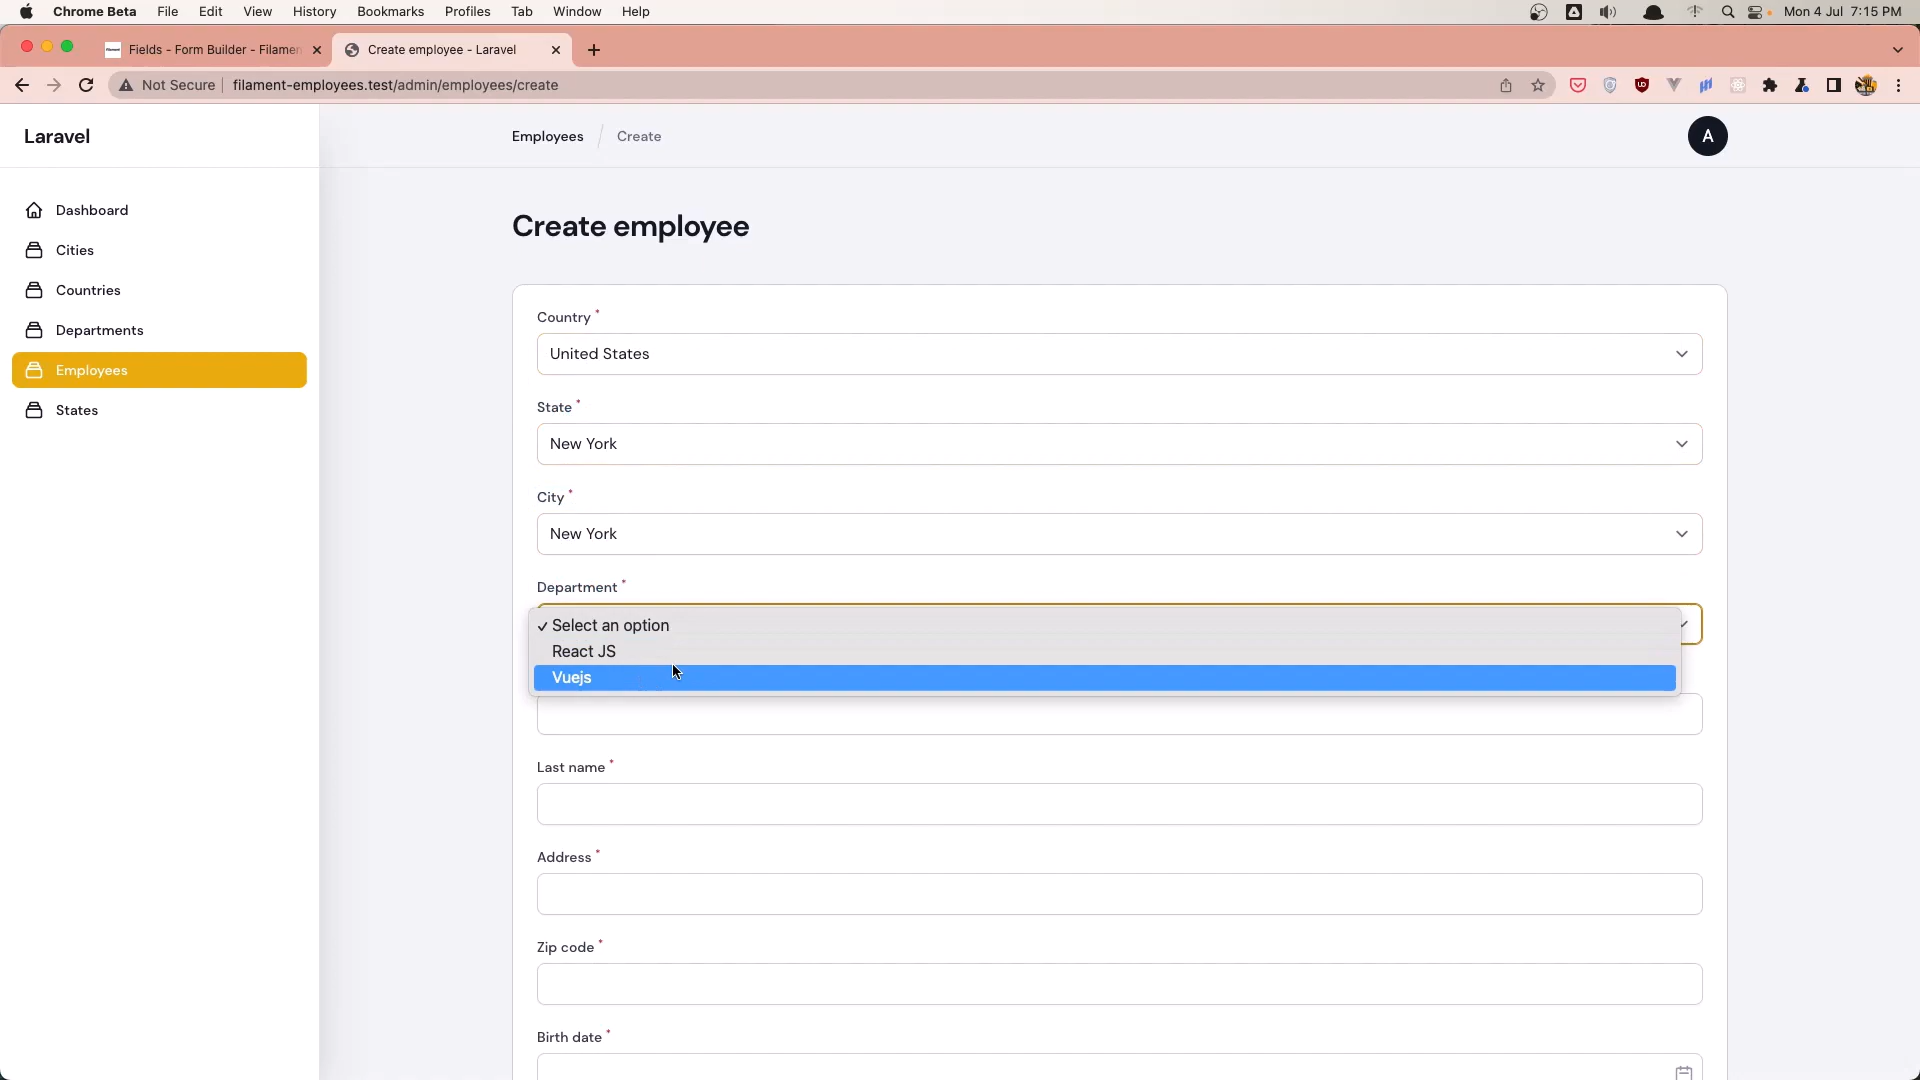 Chrome Beta File Edit View History Bookmarks Profiles Tab Window Help Mon 4 Jul 7:15 PM
Fields - Form Builder - Filamen Create employee - Laravel
Not Secure filament-employees.test/admin/employees/create
Laravel
Employees / Create
A
Dashboard
Cities
Countries
Departments
Employees
States
Create employee
Country *
United States
State *
New York
City *
New York
Department *
✓ Select an option
React JS
Vuejs
Last name *
Address *
Zip code *
Birth date *